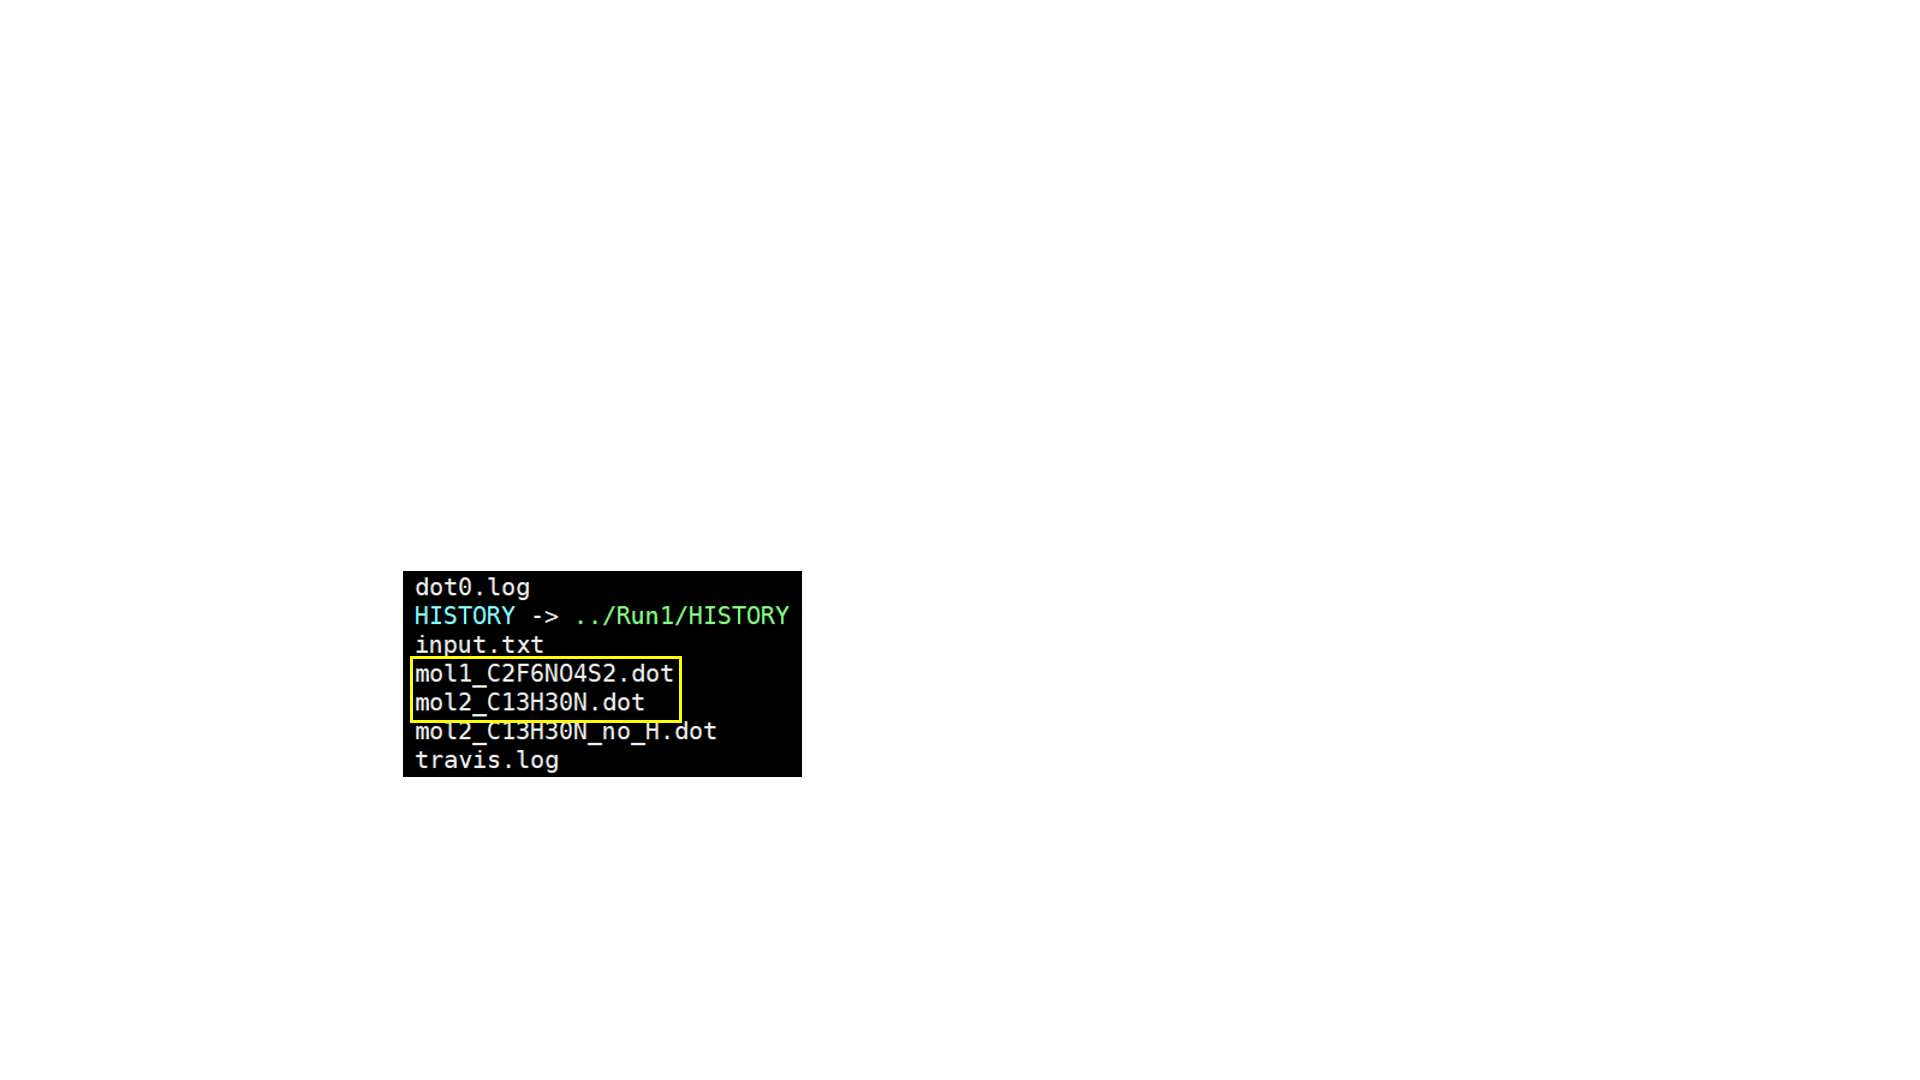 dot0.log
HISTORY -> ../Run1/HISTORY
input.txt
mol1_C2F6NO4S2.dot
mol2_C13H30N.dot
mol2_C13H30N_no_H.dot
travis.log